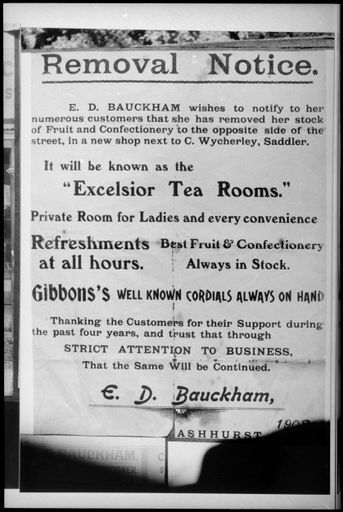 Removal Notice.
E. D. BAUCKHAM wishes to notify to her
numerous customers that she has removed her stock
of Fruit and Confectionery to the opposite side of the
street, in a new shop next to C. Wycherley, Saddler.
It will be known as the
"Excelsior Tea Rooms."
Private Room for Ladies and every convenience
Refreshments at all hours.
Best Fruit & Confectionery
Always in Stock.
Gibbons's WELL KNOWN CORDIALS ALWAYS ON HAND
Thanking the Customers for their Support during
the past four years, and trust that through
STRICT ATTENTION TO BUSINESS,
That the Same Will be Continued.
E. D. Bauckham,
ASHHURST
BAUCKHAM.